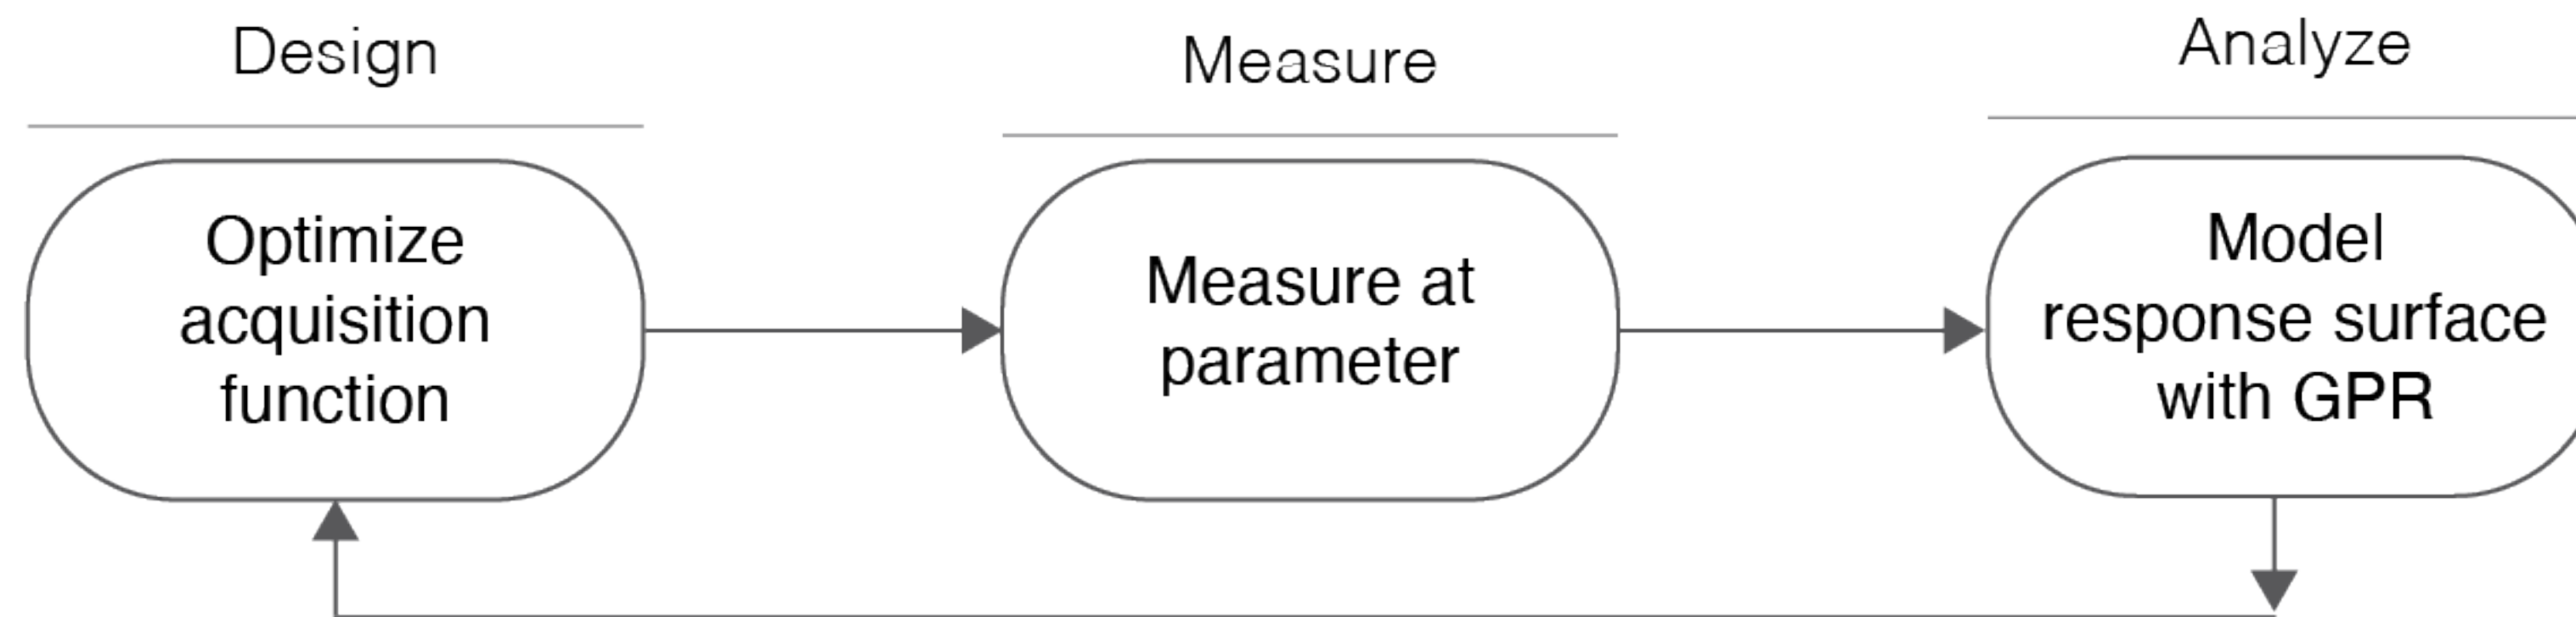 Design
Measure
Analyze
Optimize
acquisition
function
Measure at
parameter
Model
response surface
with GPR